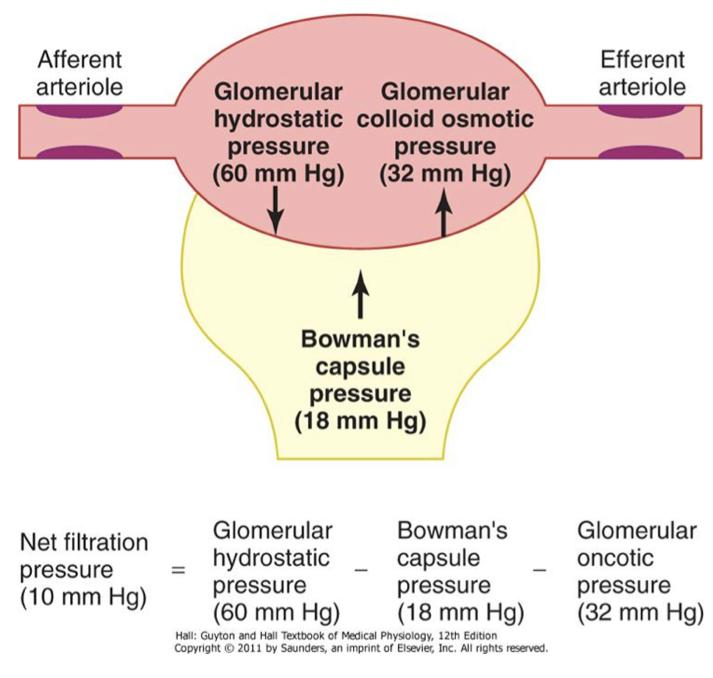 Afferent
arteriole
Efferent
arteriole
Glomerular
hydrostatic
pressure
(60 mm Hg)
Glomerular
colloid osmotic
pressure
(32 mm Hg)
Bowman's
capsule
pressure
(18 mm Hg)
Net filtration
pressure
(10 mm Hg)
=
Glomerular
hydrostatic
pressure
(60 mm Hg)
–
Bowman's
capsule
pressure
(18 mm Hg)
–
Glomerular
oncotic
pressure
(32 mm Hg)
Hall: Guyton and Hall Textbook of Medical Physiology, 12th Edition
Copyright © 2011 by Saunders, an imprint of Elsevier, Inc. All rights reserved.